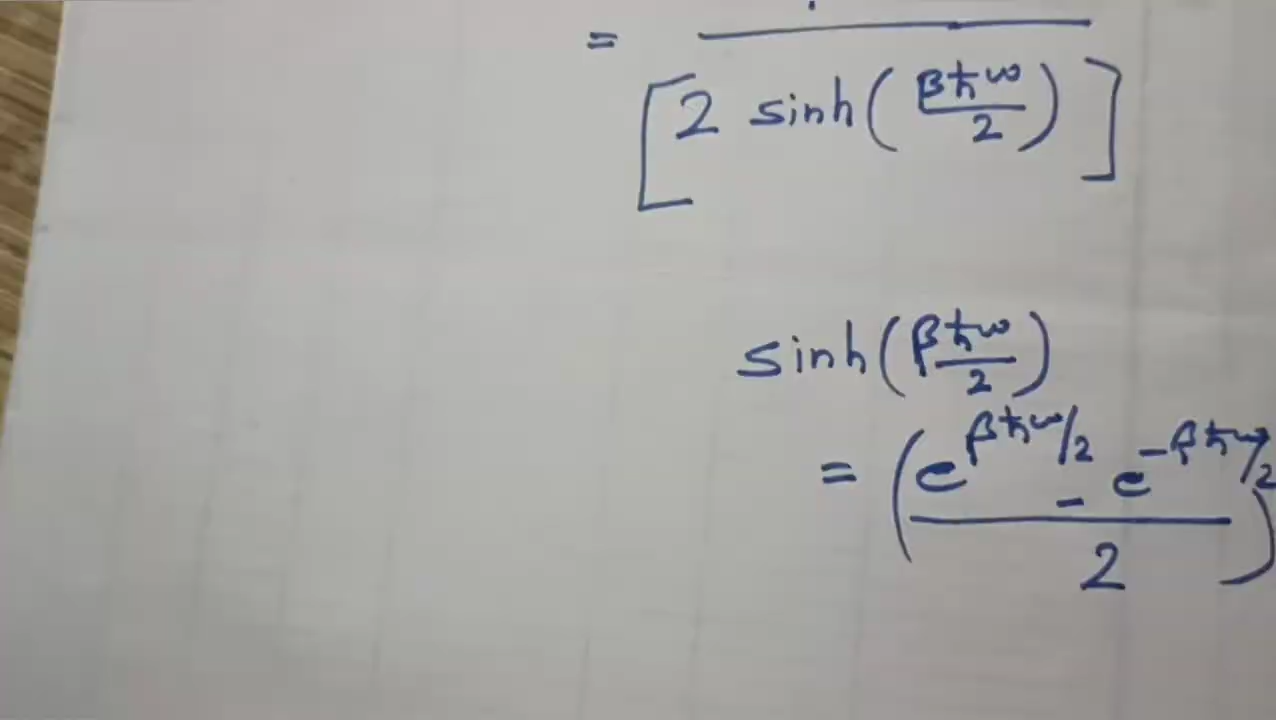 = ―――
[2 sinh(βħω/2)]
sinh(βħω/2)
= ((e^{βħω/2} - e^{-βħω/2})/2)